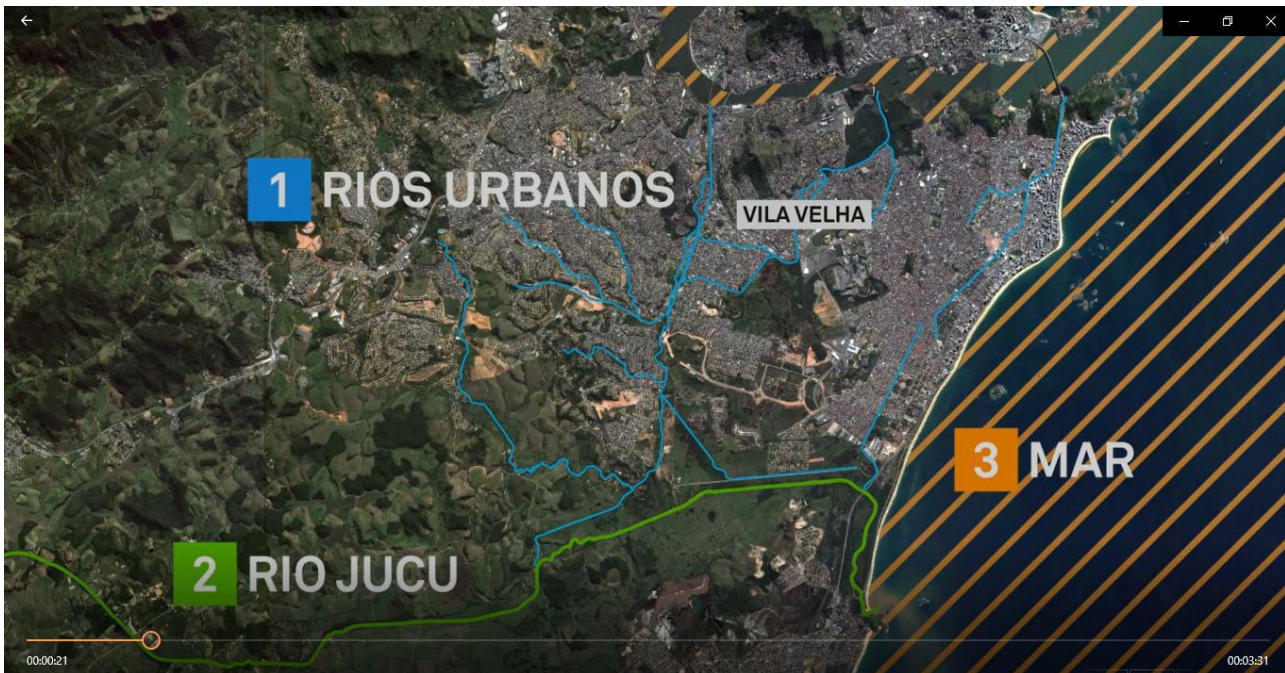 1 RIOS URBANOS
VILA VELHA
3 MAR
2 RIO JUCU
00:00:21
00:03:31